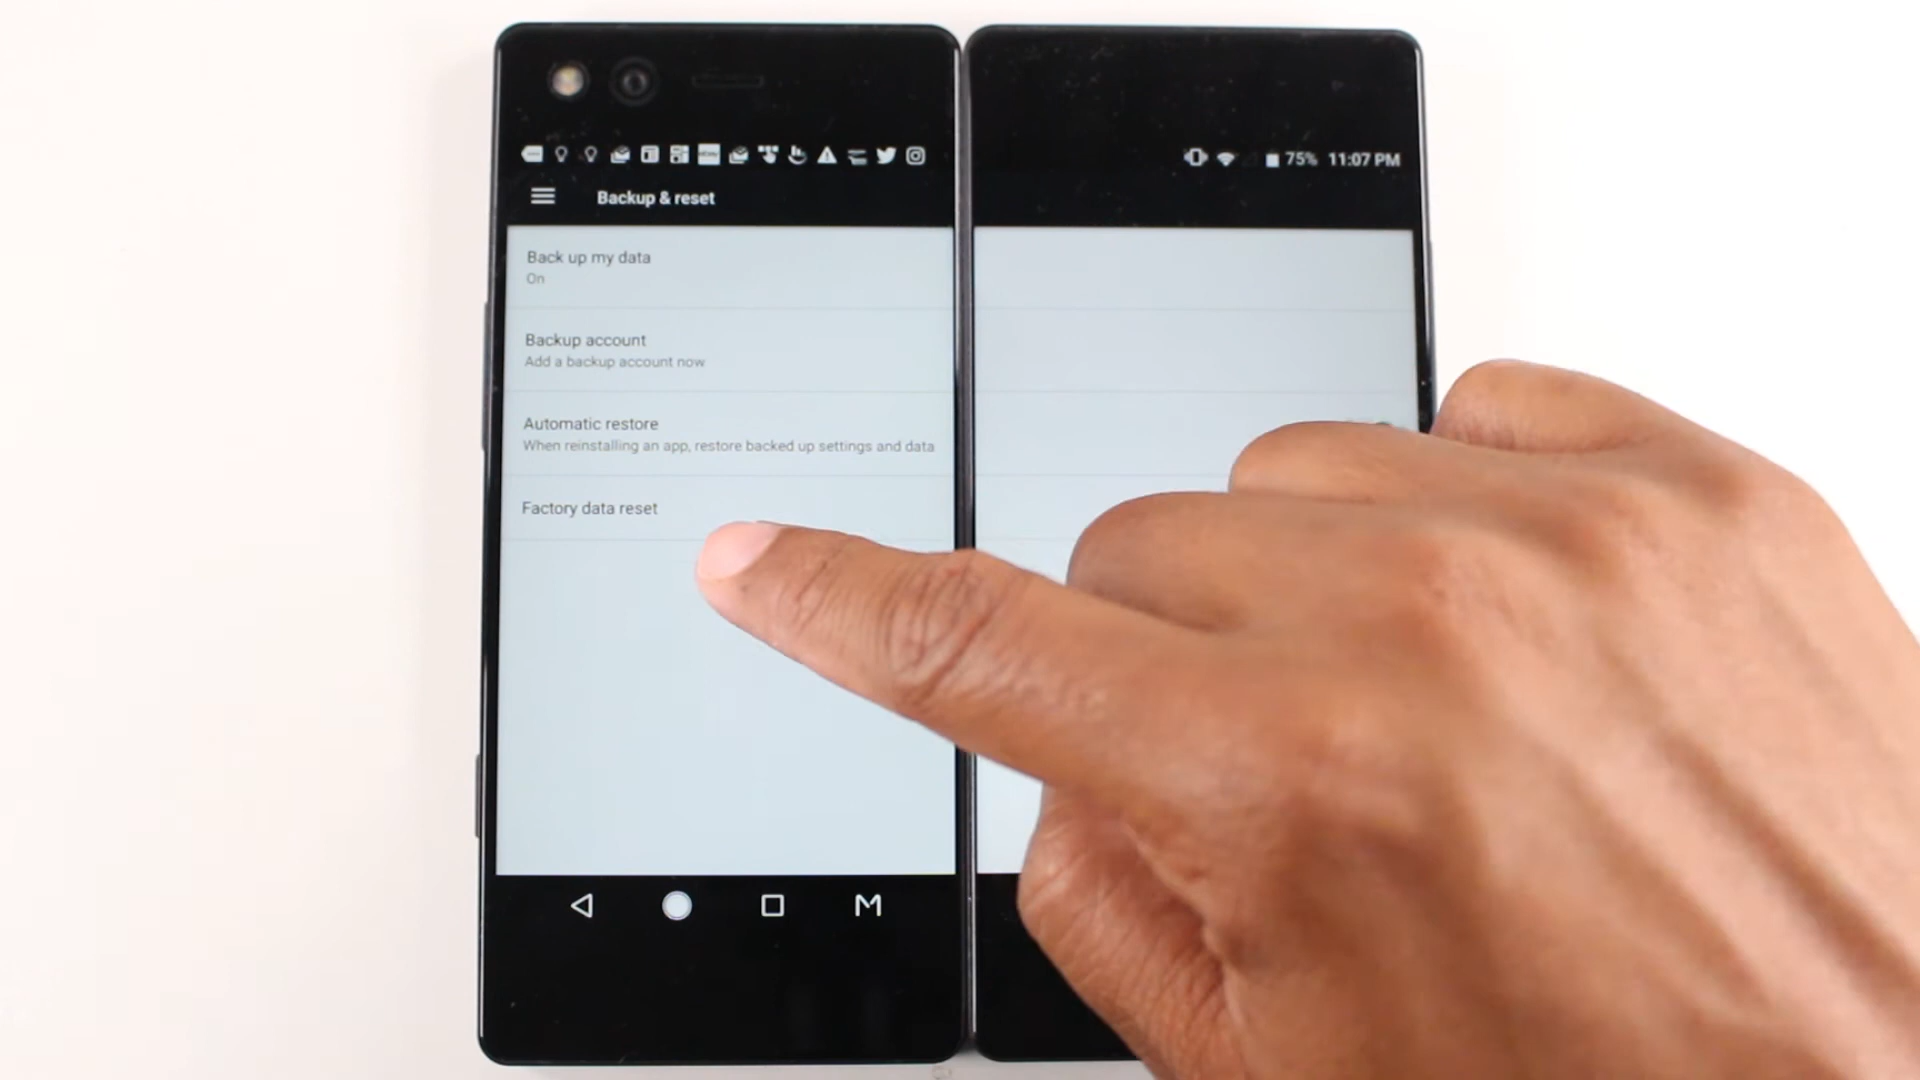 75% 11:07 PM
Backup & reset
Back up my data
On
Backup account
Add a backup account now
Automatic restore
When reinstalling an app, restore backed up settings and data
Factory data reset